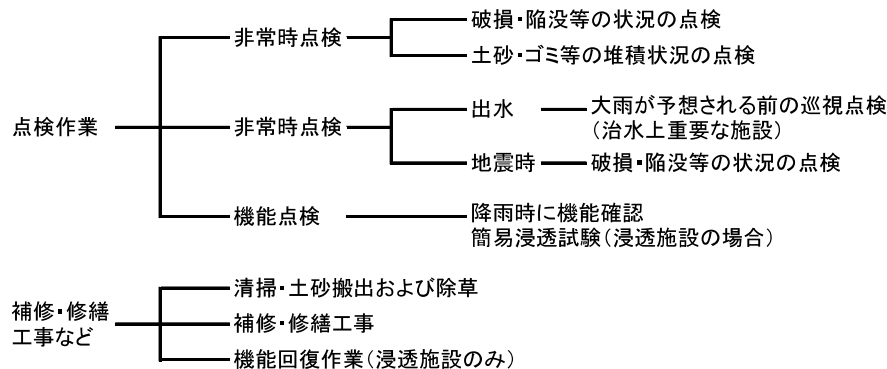 点検作業
非常時点検
破損・陥没等の状況の点検
土砂・ゴミ等の堆積状況の点検
非常時点検
出水
大雨が予想される前の巡視点検
(治水上重要な施設)
地震時
破損・陥没等の状況の点検
機能点検
降雨時に機能確認
簡易浸透試験(浸透施設の場合)
補修・修繕
工事など
清掃・土砂搬出および除草
補修・修繕工事
機能回復作業(浸透施設のみ)